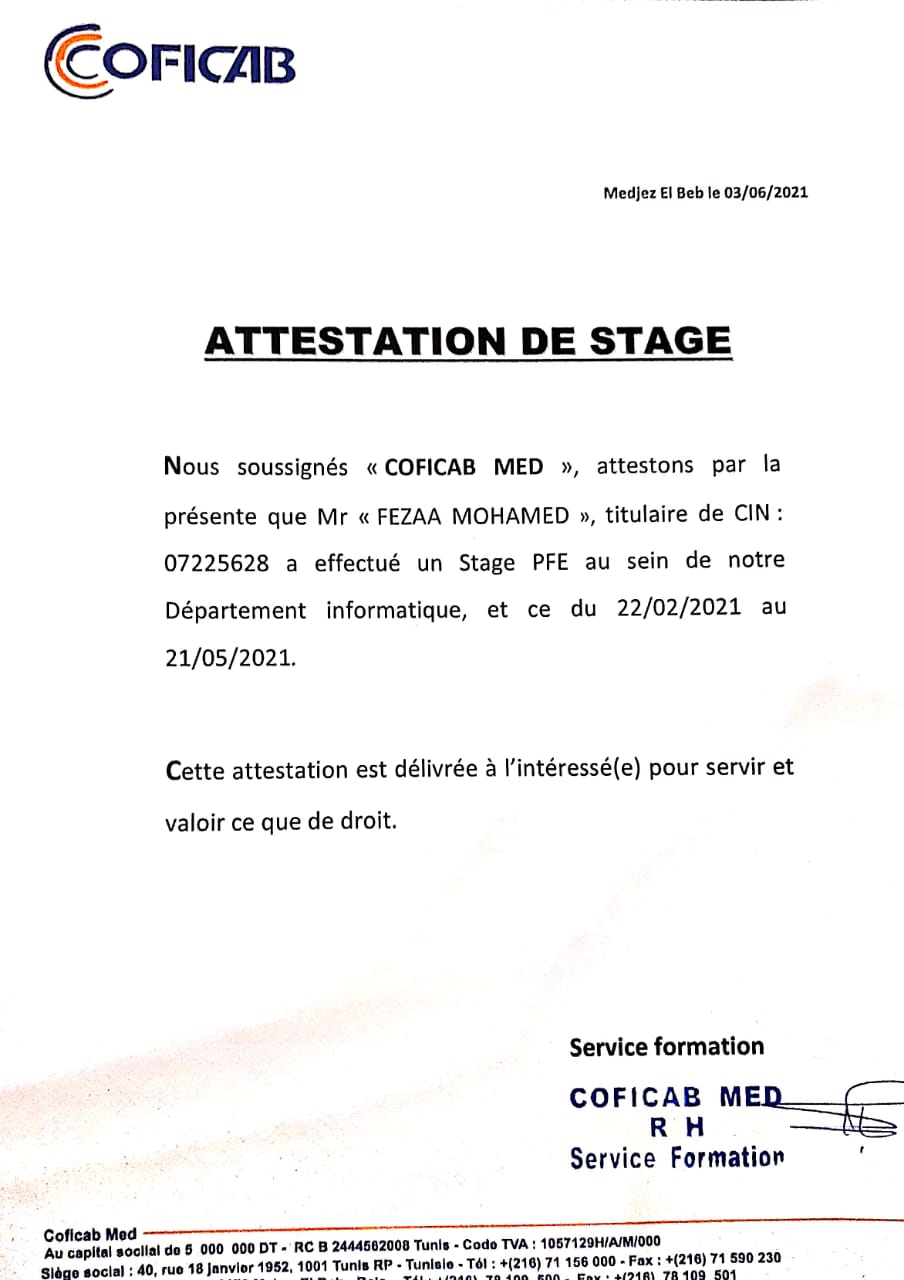 COFICAB
Medjez El Beb le 03/06/2021
ATTESTATION DE STAGE
Nous soussignés « COFICAB MED », attestons par la
présente que Mr « FEZAA MOHAMED », titulaire de CIN :
07225628 a effectué un Stage PFE au sein de notre
Département informatique, et ce du 22/02/2021 au
21/05/2021.
Cette attestation est délivrée à l'intéressé(e) pour servir et
valoir ce que de droit.
Service formation
COFICAB MED
R H
Service Formation
Coficab Med
Au capital soclial de 5 000 000 DT - RC B 2444562008 Tunis - Code TVA : 1057129H/A/M/000
Siège social : 40, rue 18 Janvier 1952, 1001 Tunis RP - Tunisie - Tél : +(216) 71 156 000 - Fax : +(216) 71 590 230
Tél : +(216) 78 109 500 - Fax : +(216) 78 109 501